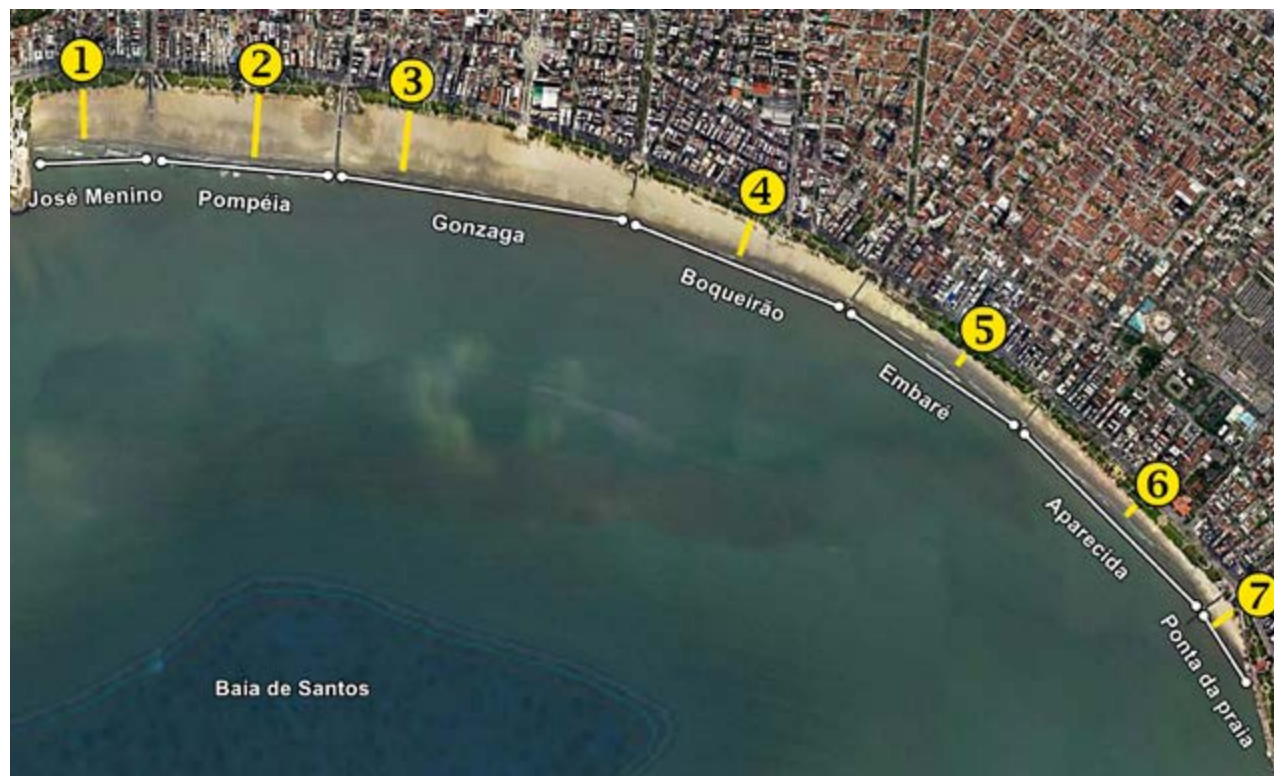 1
2
3
4
5
6
7
José Menino
Pompéia
Gonzaga
Boqueirão
Embaré
Aparecida
Ponta da praia
Baia de Santos